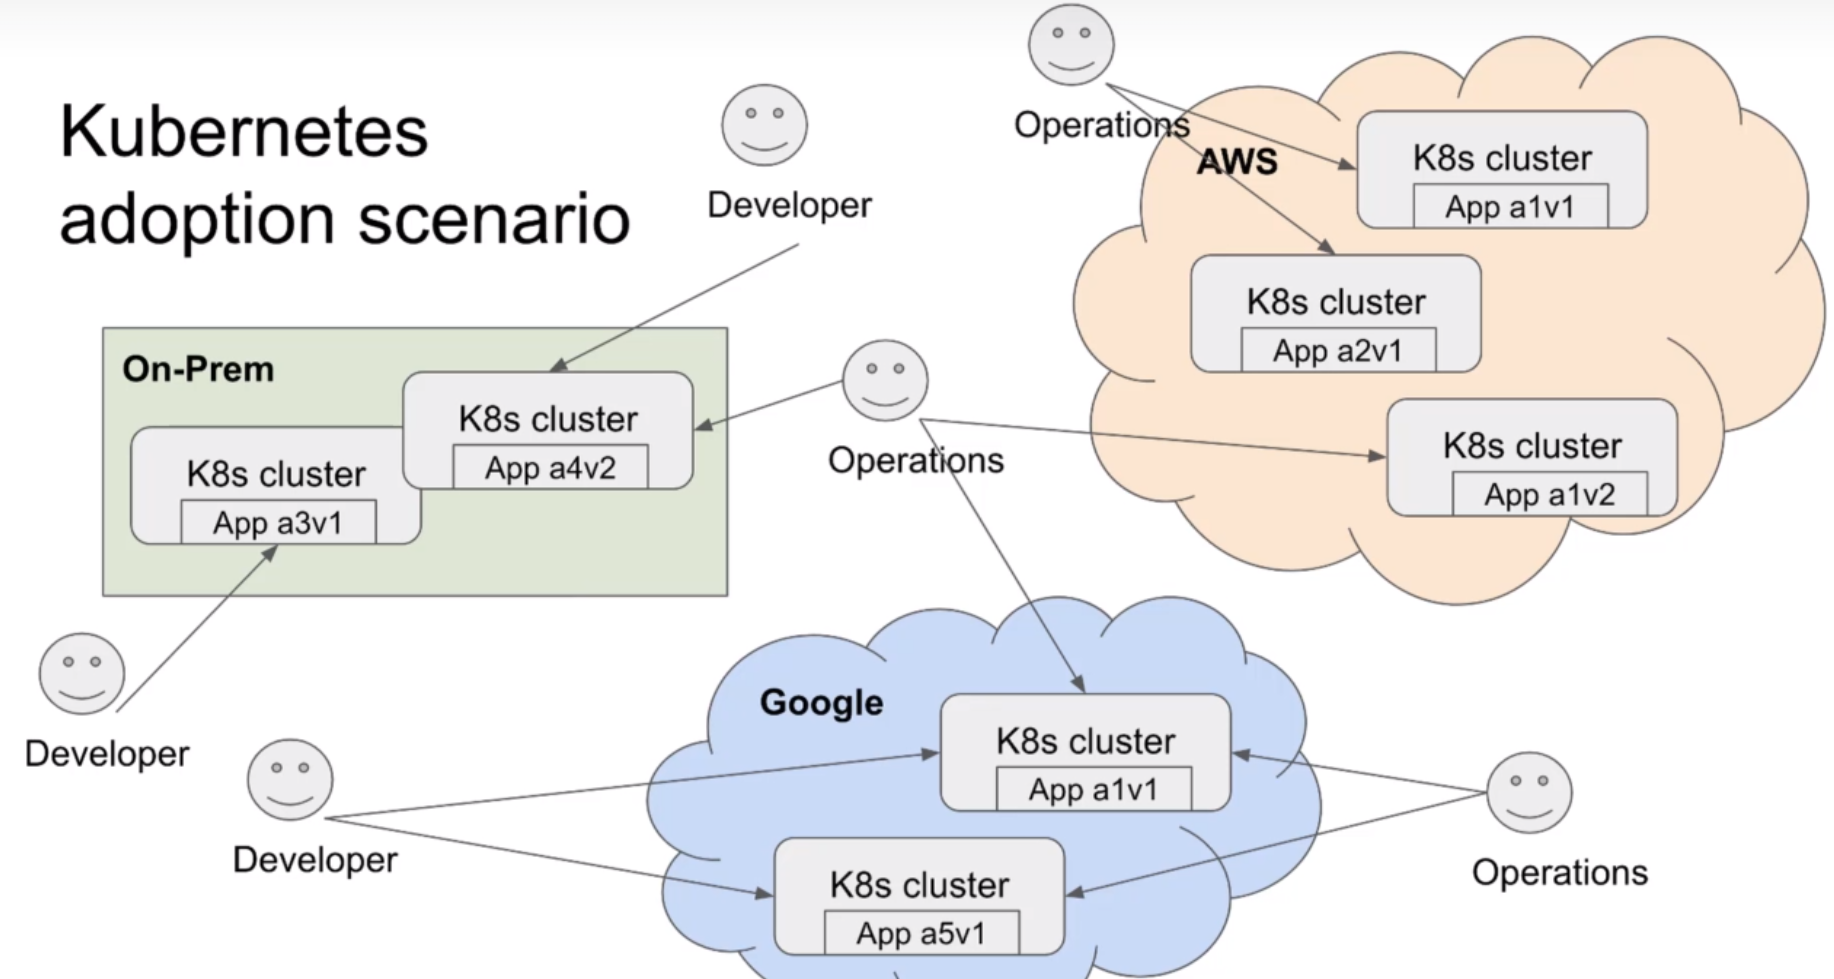 Kubernetes
adoption scenario
Operations
AWS
K8s cluster
App a1v1
Developer
K8s cluster
App a2v1
On-Prem
K8s cluster
App a4v2
K8s cluster
App a3v1
Operations
K8s cluster
App a1v2
Developer
Google
K8s cluster
App a1v1
Developer
K8s cluster
App a5v1
Operations